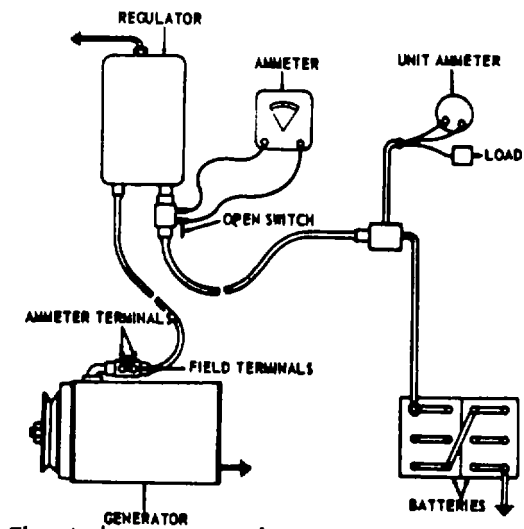 REGULATOR
AMMETER
UNIT AMMETER
LOAD
OPEN SWITCH
AMMETER TERMINALS
FIELD TERMINALS
GENERATOR
BATTERIES